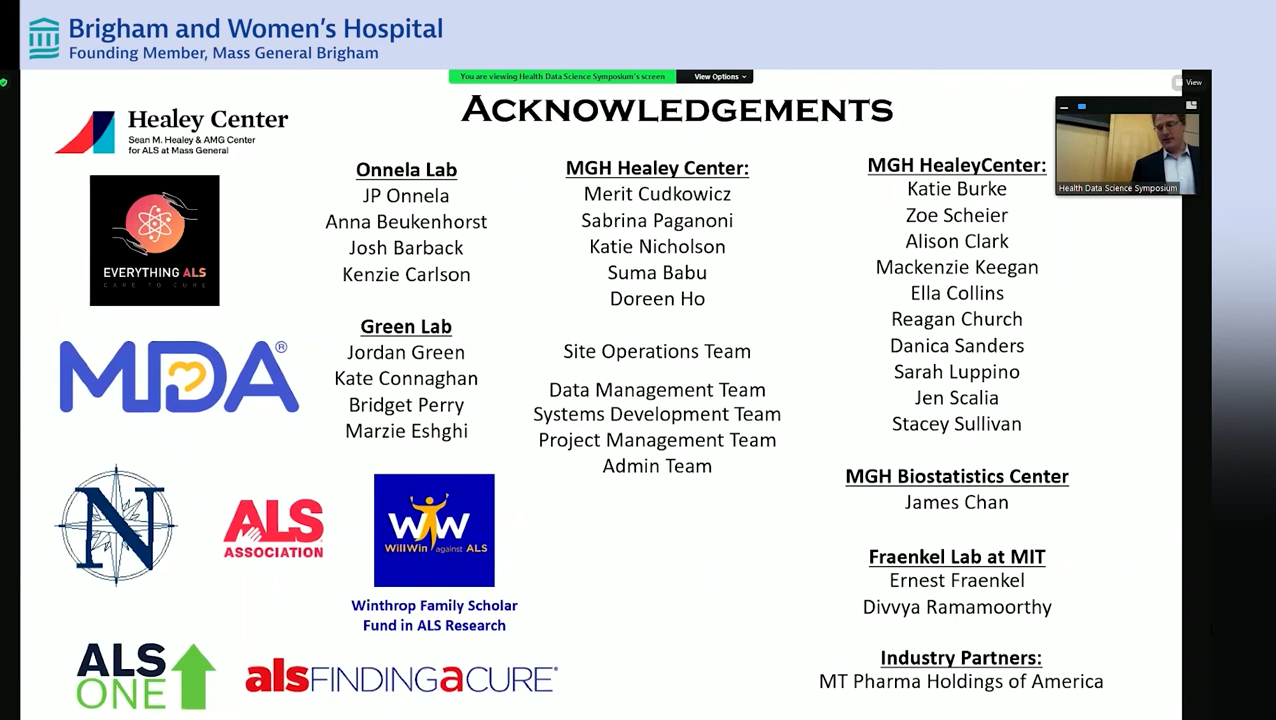 Brigham and Women's Hospital
Founding Member, Mass General Brigham
You are viewing Health Data Science Symposium's screen
View Options
View
ACKNOWLEDGEMENTS
Healey Center
Sean M. Healey & AMG Center
for ALS at Mass General
EVERYTHING ALS
CARE TO CURE
MDA®
N
ALS
ASSOCIATION
Onnela Lab
JP Onnela
Anna Beukenhorst
Josh Barback
Kenzie Carlson
Green Lab
Jordan Green
Kate Connaghan
Bridget Perry
Marzie Eshghi
WW
WillWin against ALS
Winthrop Family Scholar
Fund in ALS Research
ALS
ONE
alsFINDINGaCURE®
MGH Healey Center:
Merit Cudkowicz
Sabrina Paganoni
Katie Nicholson
Suma Babu
Doreen Ho
Site Operations Team
Data Management Team
Systems Development Team
Project Management Team
Admin Team
MGH HealeyCenter:
Katie Burke
Zoe Scheier
Alison Clark
Mackenzie Keegan
Ella Collins
Reagan Church
Danica Sanders
Sarah Luppino
Jen Scalia
Stacey Sullivan
MGH Biostatistics Center
James Chan
Fraenkel Lab at MIT
Ernest Fraenkel
Divvya Ramamoorthy
Industry Partners:
MT Pharma Holdings of America
Health Data Science Symposium